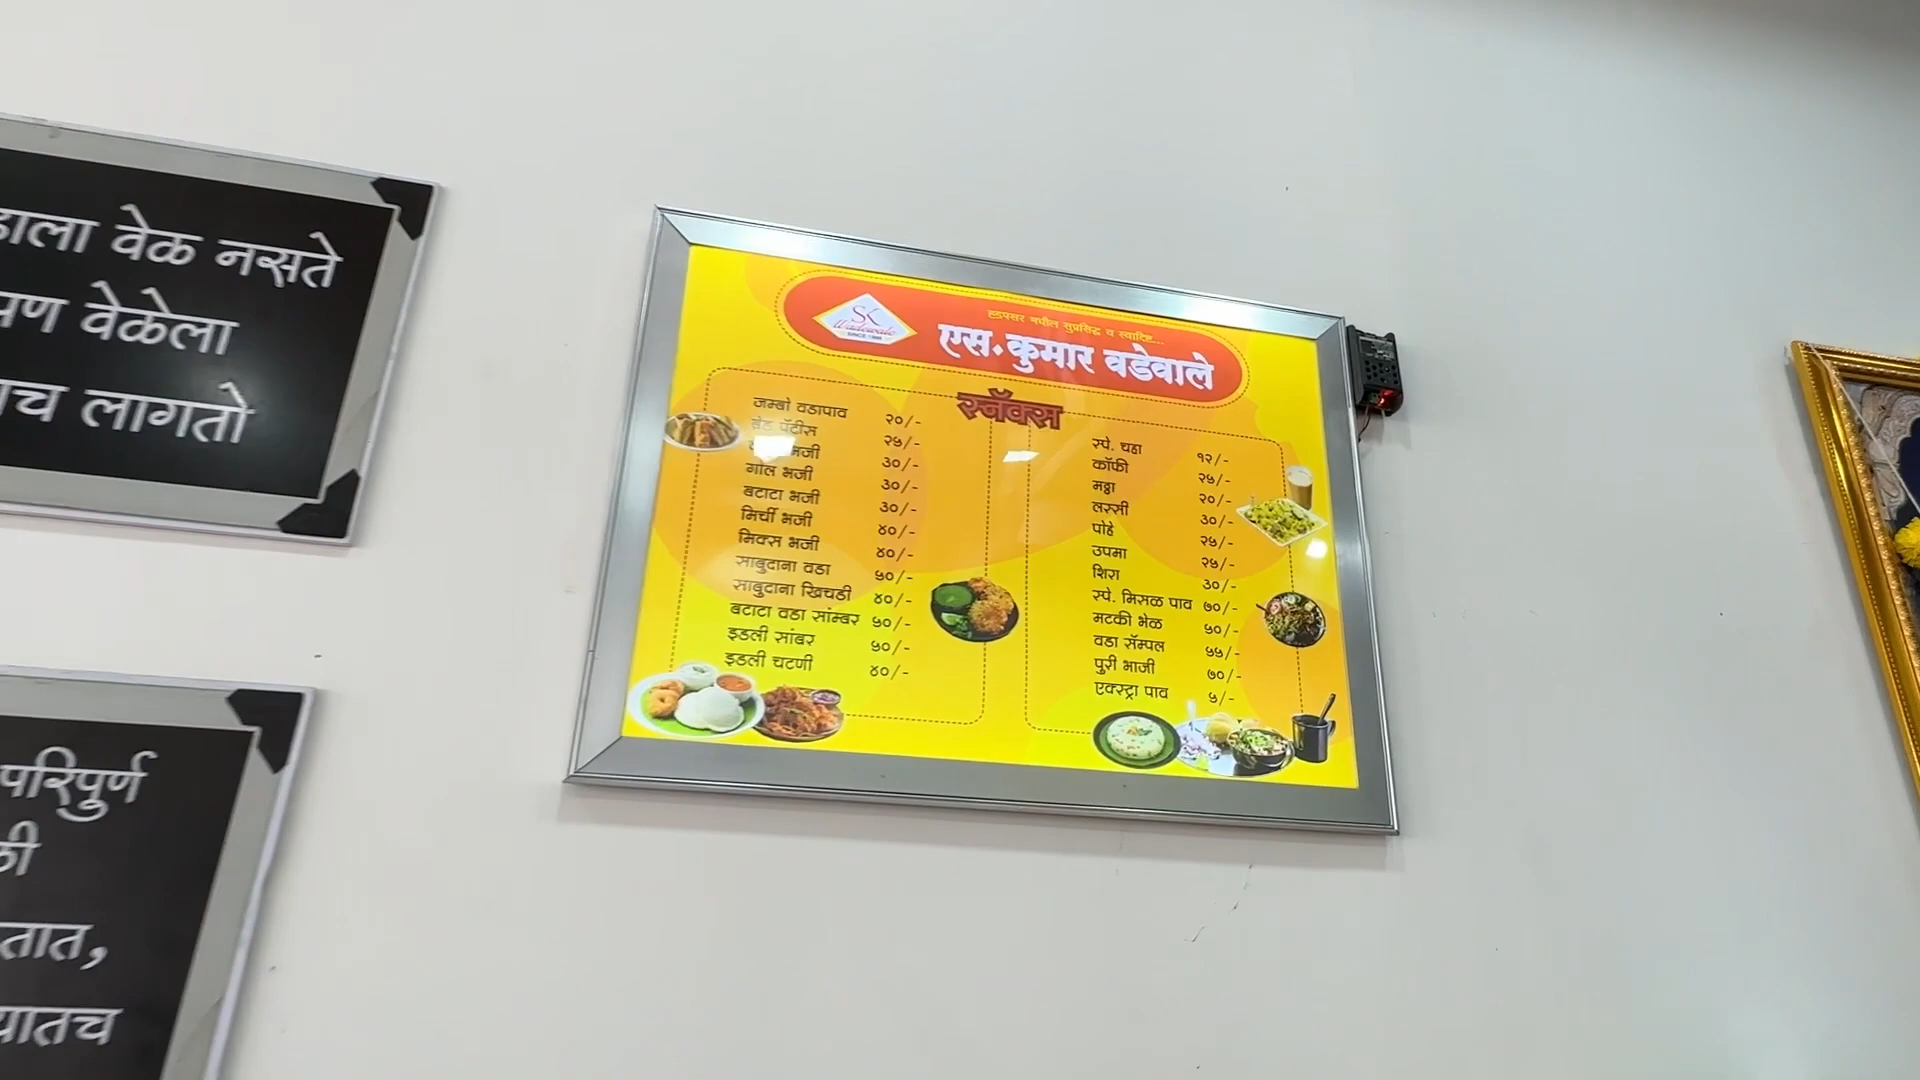 वेळ नसते
पण वेळेला
लागतो
परिपुर्ण
SK
Wadewale
SINCE 1986
हडपसर मधील सुप्रसिद्ध व स्वादिष्ट...
एस. कुमार वडेवाले
स्नॅक्स
जम्बो वडापाव २०/-
ब्रेड पॅटीस २५/-
भजी ३०/-
गोल भजी ३०/-
बटाटा भजी ३०/-
मिर्ची भजी ४०/-
मिक्स भजी ४०/-
साबुदाना वडा ५०/-
साबुदाना खिचडी ४०/-
बटाटा वडा सांम्बर ५०/-
इडली सांबर ५०/-
इडली चटणी ४०/-
स्पे. चहा १२/-
कॉफी २५/-
मठ्ठा २०/-
लस्सी ३०/-
पोहे २५/-
उपमा २५/-
शिरा ३०/-
स्पे. मिसळ पाव ७०/-
मटकी भेळ ५०/-
वडा सॅम्पल ५५/-
पुरी भाजी ७०/-
एक्स्ट्रा पाव ५/-